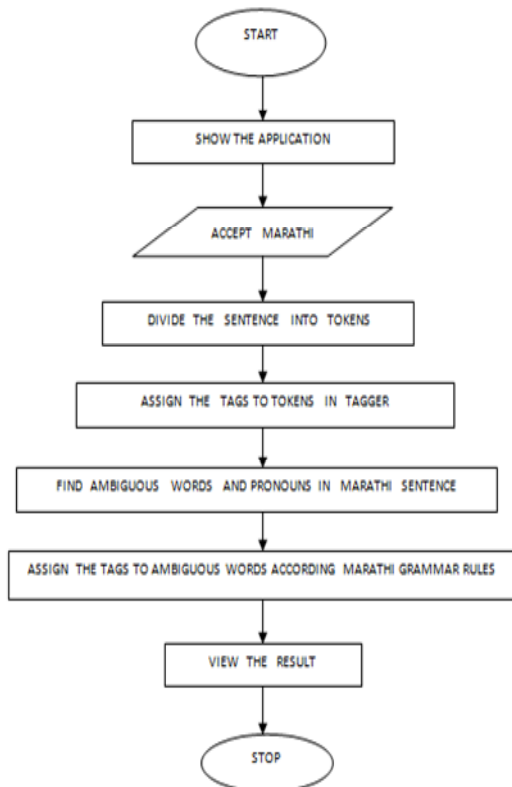 START
SHOW THE APPLICATION
ACCEPT MARATHI
DIVIDE THE SENTENCE INTO TOKENS
ASSIGN THE TAGS TO TOKENS IN TAGGER
FIND AMBIGUOUS WORDS AND PRONOUNS IN MARATHI SENTENCE
ASSIGN THE TAGS TO AMBIGUOUS WORDS ACCORDING MARATHI GRAMMAR RULES
VIEW THE RESULT
STOP